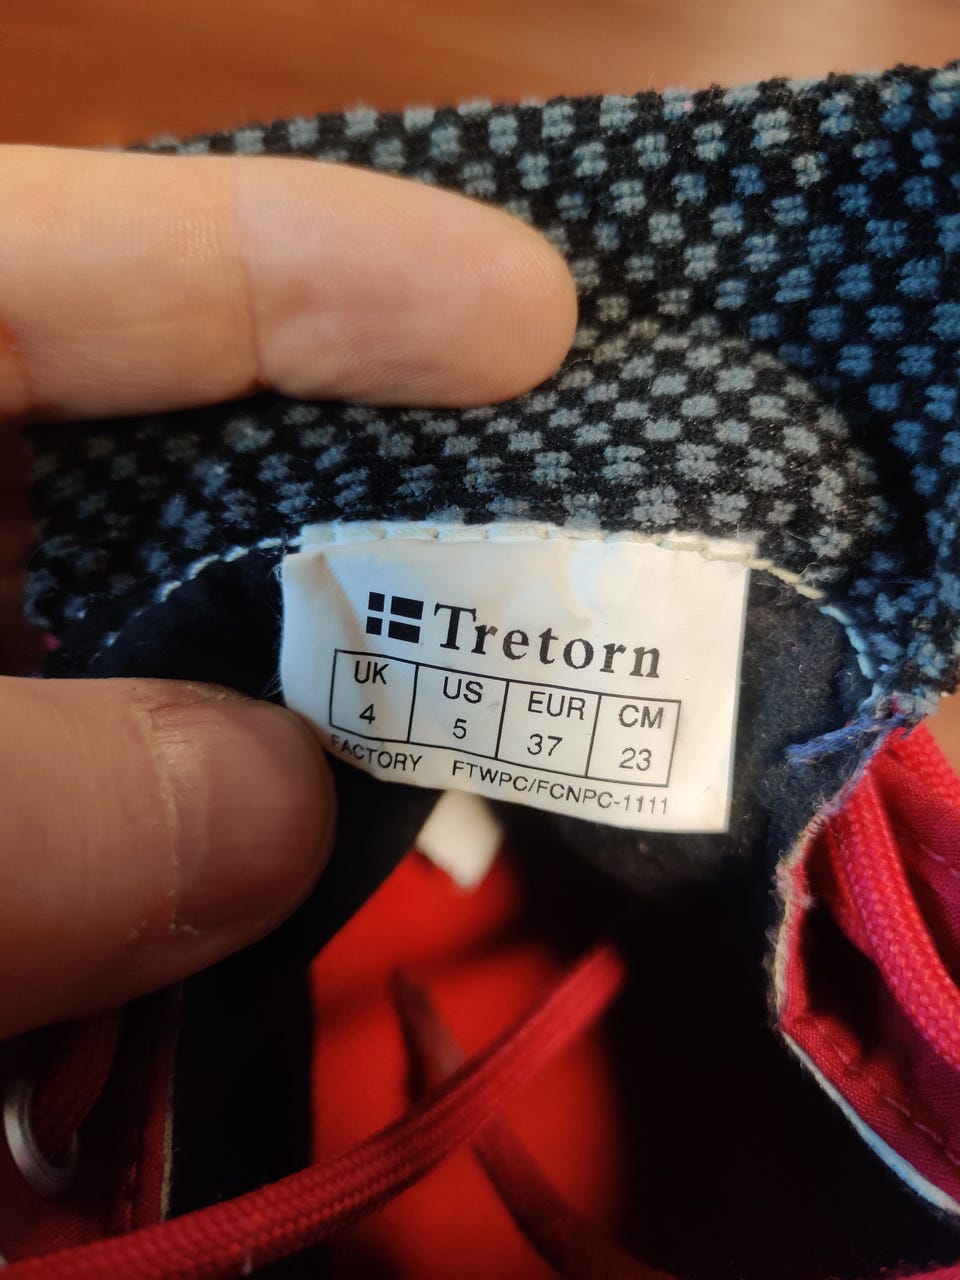 Tretorn
UK US EUR CM
4 5 37 23
FACTORY FTWPC/FCNPC-1111